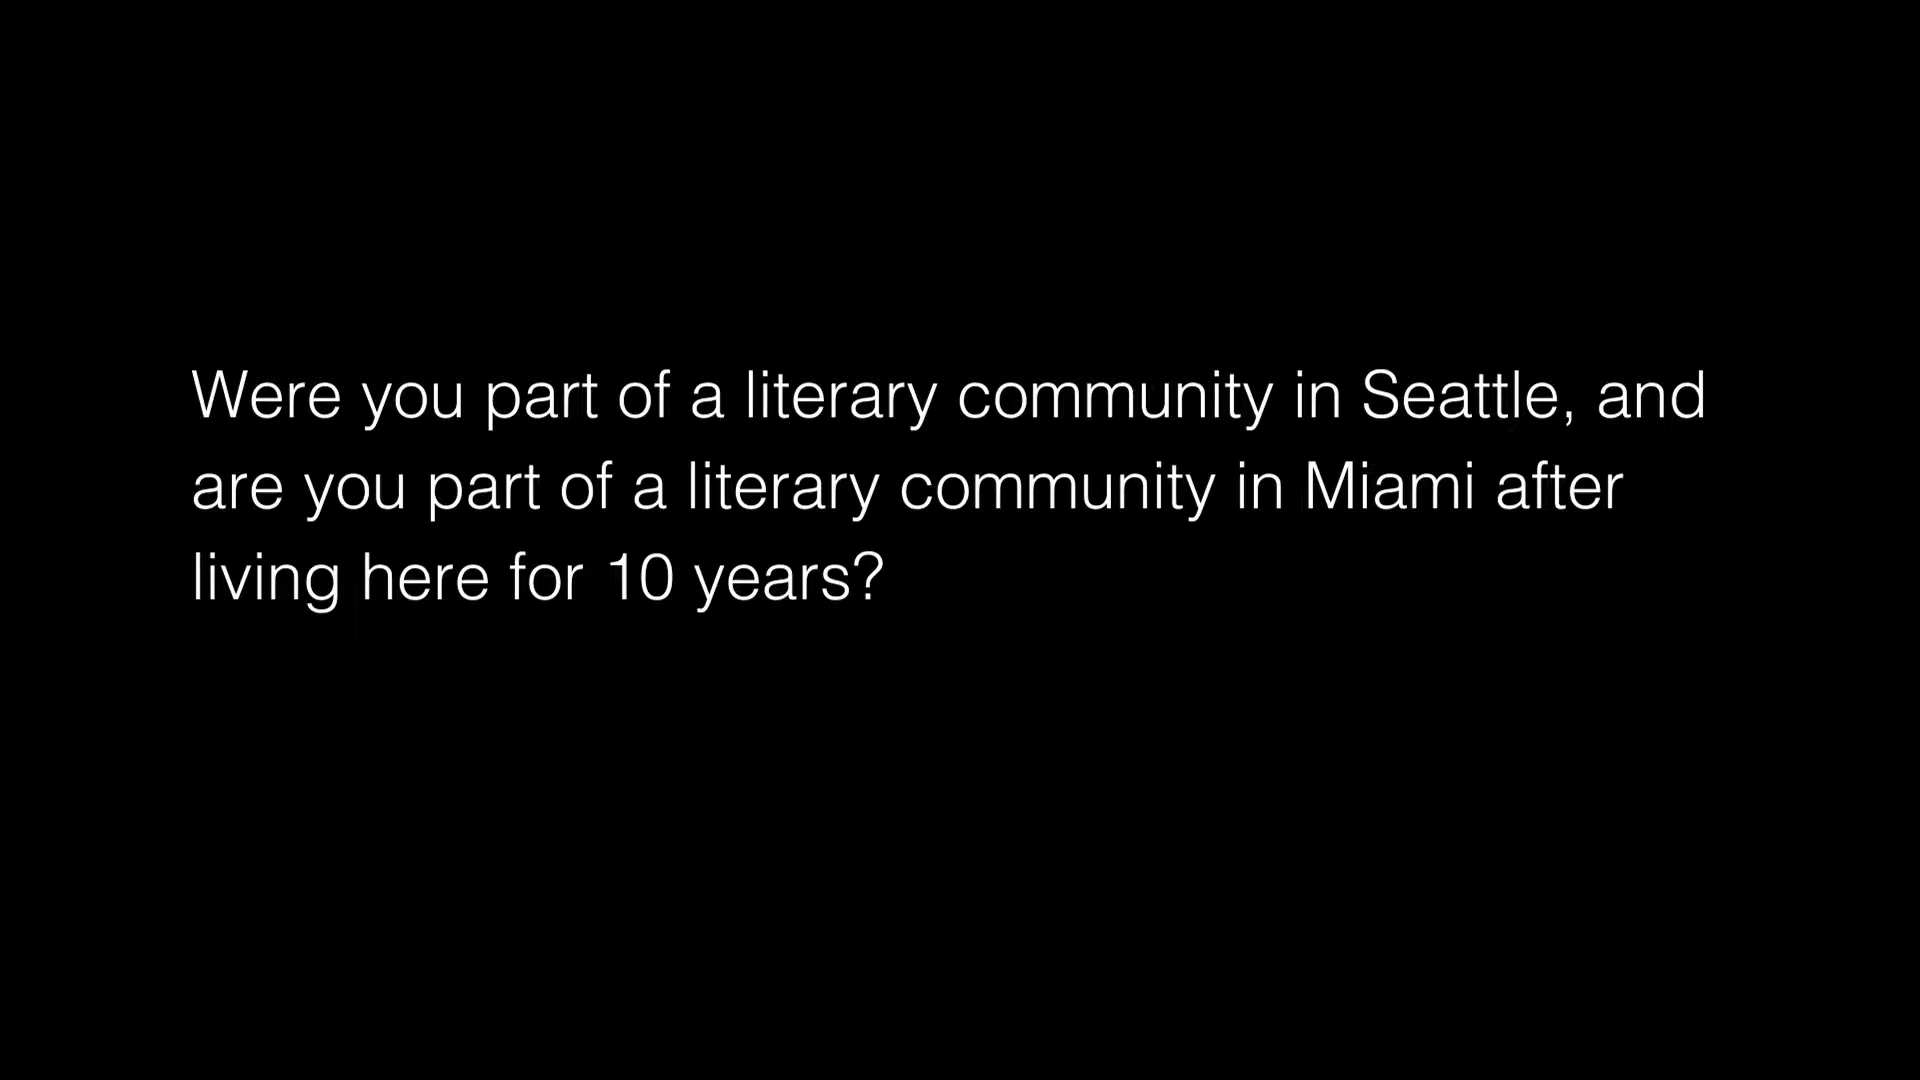 Were you part of a literary community in Seattle, and
are you part of a literary community in Miami after
living here for 10 years?